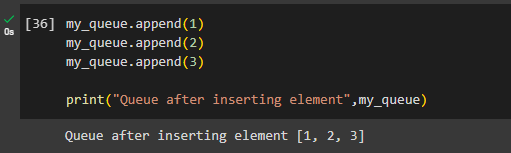 [36] my_queue.append(1)
my_queue.append(2)
0s
my_queue.append(3)
print("Queue after inserting element",my_queue)
Queue after inserting element [1, 2, 3]